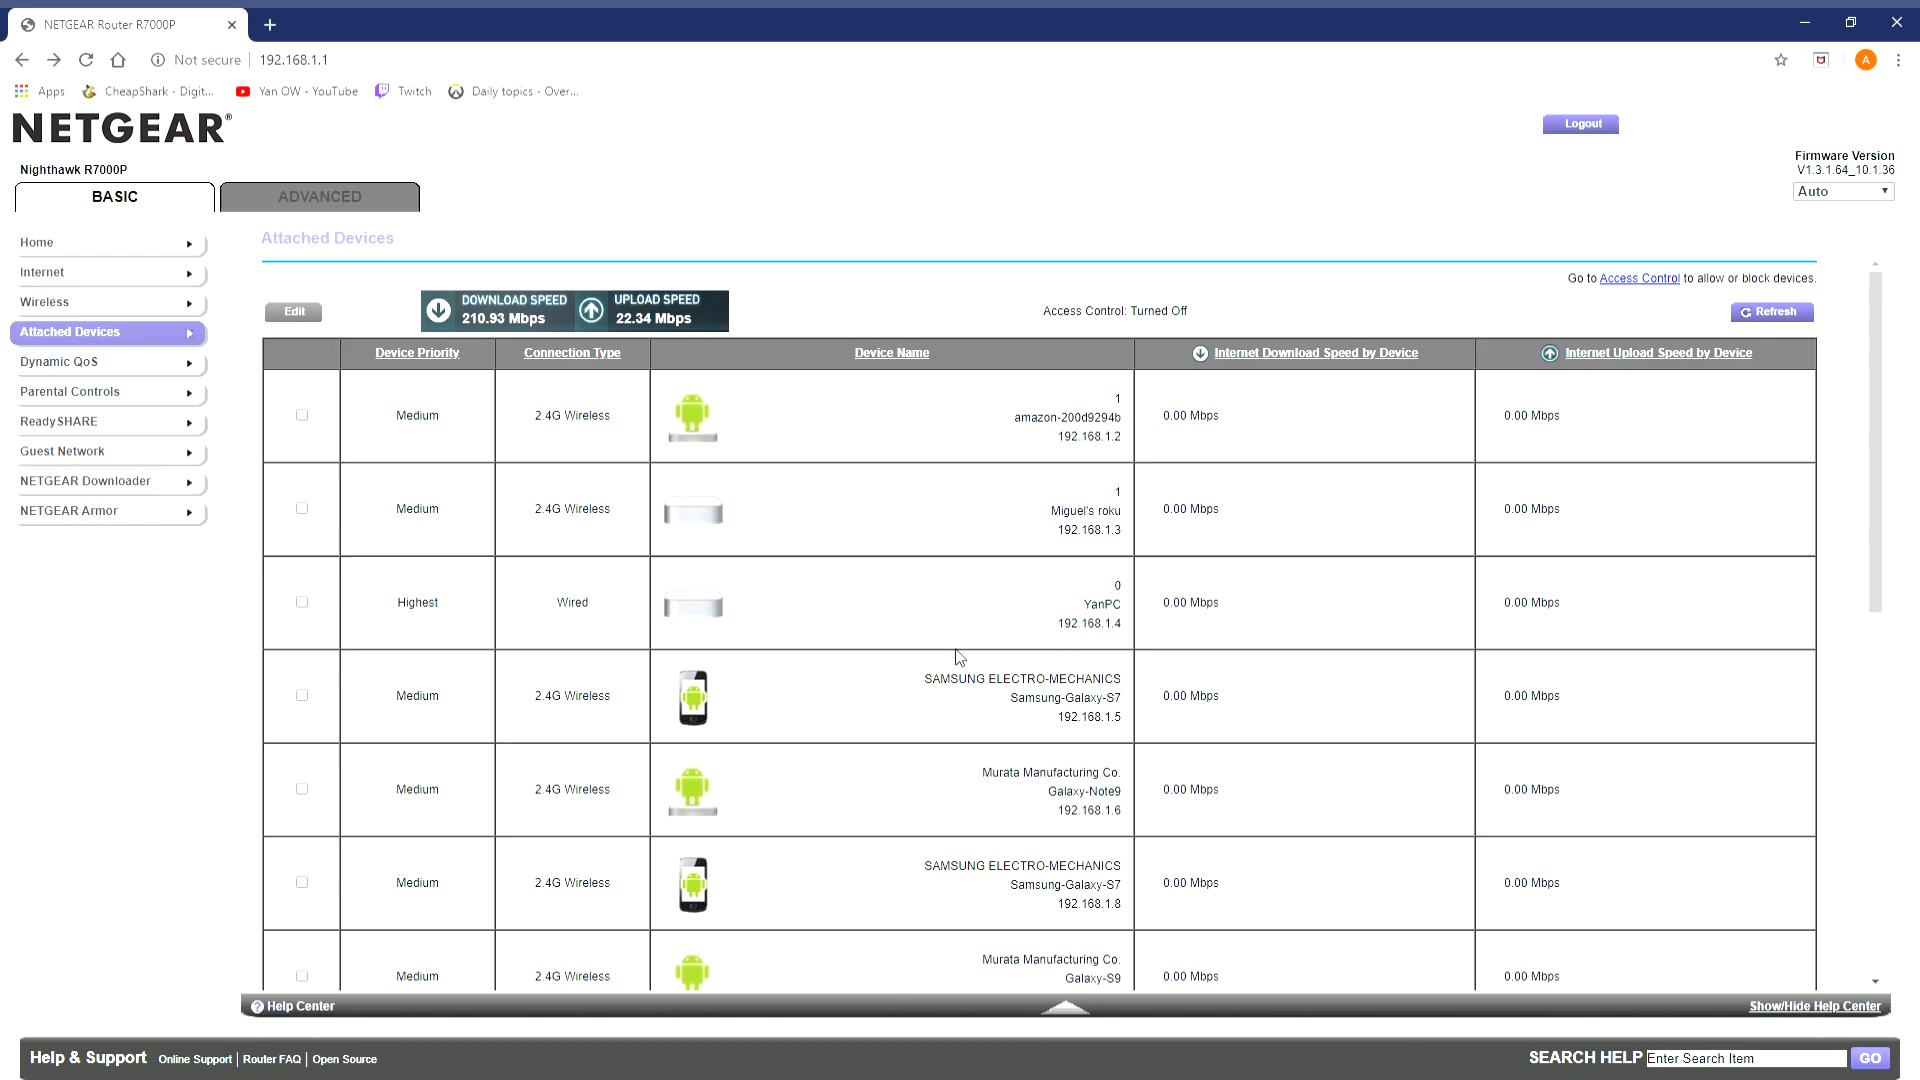 NETGEAR Router R7000P
Not secure
192.168.1.1
A
Apps
CheapShark - Digit...
Yan OW - YouTube
Twitch
Daily topics - Over...
NETGEAR®
Logout
Nighthawk R7000P
Firmware Version
V1.3.1.64_10.1.36
Auto
BASIC
ADVANCED
Home
Internet
Wireless
Attached Devices
Dynamic QoS
Parental Controls
ReadySHARE
Guest Network
NETGEAR Downloader
NETGEAR Armor
Attached Devices
Go to Access Control to allow or block devices.
Edit
DOWNLOAD SPEED
210.93 Mbps
UPLOAD SPEED
22.34 Mbps
Access Control: Turned Off
Refresh
Device Priority
Connection Type
Device Name
Internet Download Speed by Device
Internet Upload Speed by Device
Medium
2.4G Wireless
1
amazon-200d9294b
192.168.1.2
0.00 Mbps
0.00 Mbps
Medium
2.4G Wireless
1
Miguel's roku
192.168.1.3
0.00 Mbps
0.00 Mbps
Highest
Wired
0
YanPC
192.168.1.4
0.00 Mbps
0.00 Mbps
Medium
2.4G Wireless
SAMSUNG ELECTRO-MECHANICS
Samsung-Galaxy-S7
192.168.1.5
0.00 Mbps
0.00 Mbps
Medium
2.4G Wireless
Murata Manufacturing Co.
Galaxy-Note9
192.168.1.6
0.00 Mbps
0.00 Mbps
Medium
2.4G Wireless
SAMSUNG ELECTRO-MECHANICS
Samsung-Galaxy-S7
192.168.1.8
0.00 Mbps
0.00 Mbps
Medium
2.4G Wireless
Murata Manufacturing Co.
Galaxy-S9
0.00 Mbps
0.00 Mbps
? Help Center
Show/Hide Help Center
Help & Support
Online Support | Router FAQ | Open Source
SEARCH HELP
Enter Search Item
GO